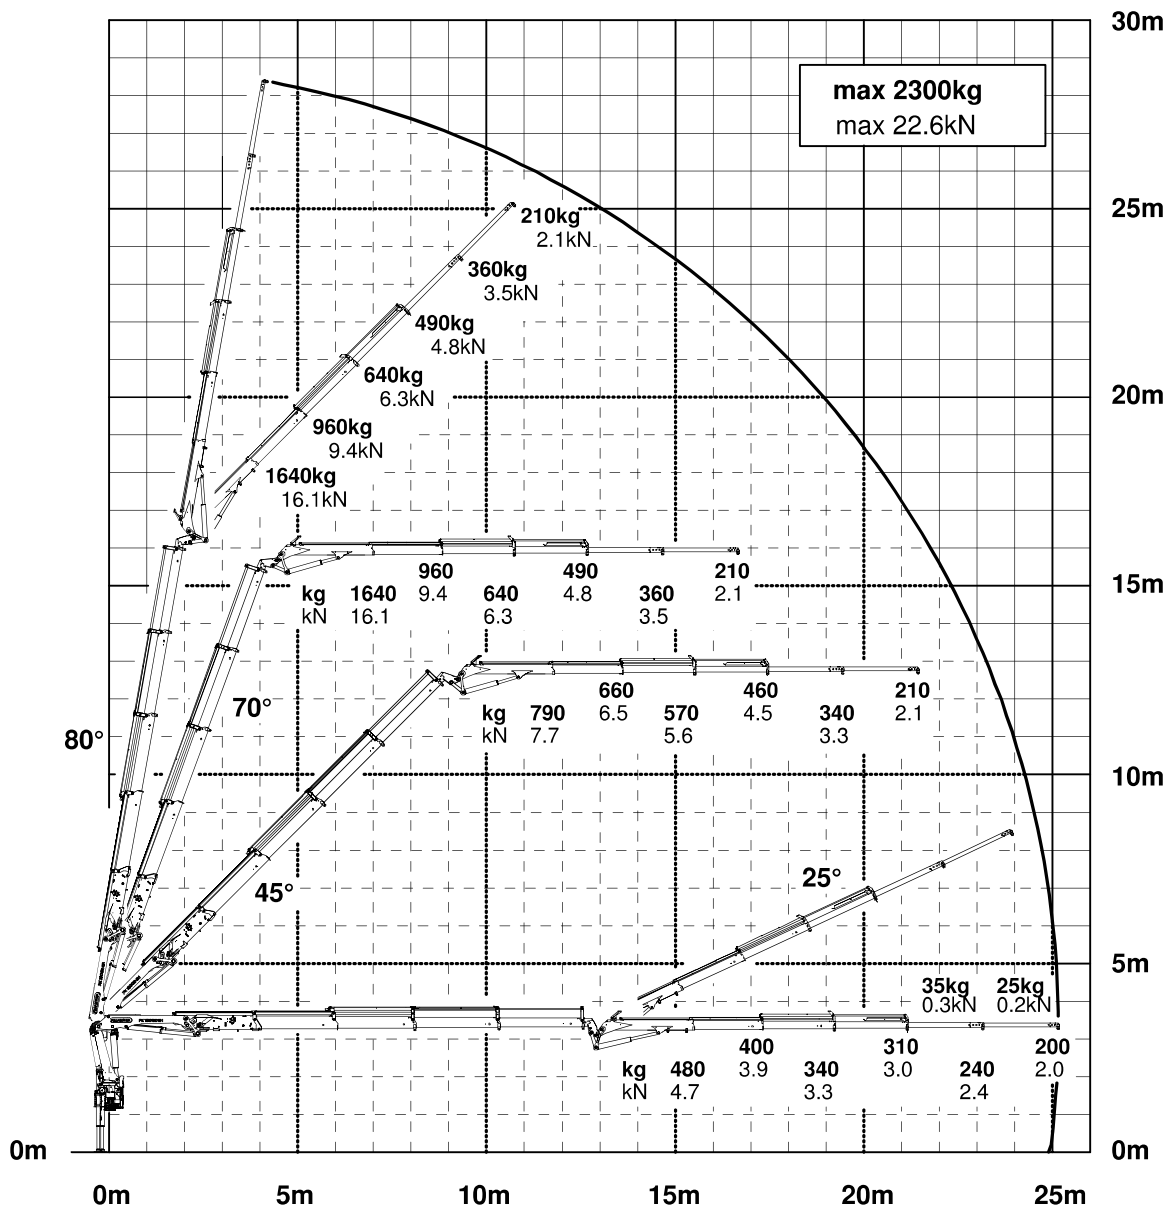 30m
max 2300kg
max 22.6kN
25m
210kg
2.1kN
360kg
3.5kN
490kg
4.8kN
640kg
6.3kN
20m
960kg
9.4kN
1640kg
16.1kN
960 490 210
kg 1640 9.4 640 4.8 360 2.1
kN 16.1 6.3 3.5
15m
70°
80°
660 460 210
kg 790 6.5 570 4.5 340 2.1
kN 7.7 5.6 3.3
10m
45°
25°
5m
35kg 25kg
0.3kN 0.2kN
400 310 200
kg 480 3.9 340 3.0 240 2.0
kN 4.7 3.3 2.4
0m 0m
0m 5m 10m 15m 20m 25m